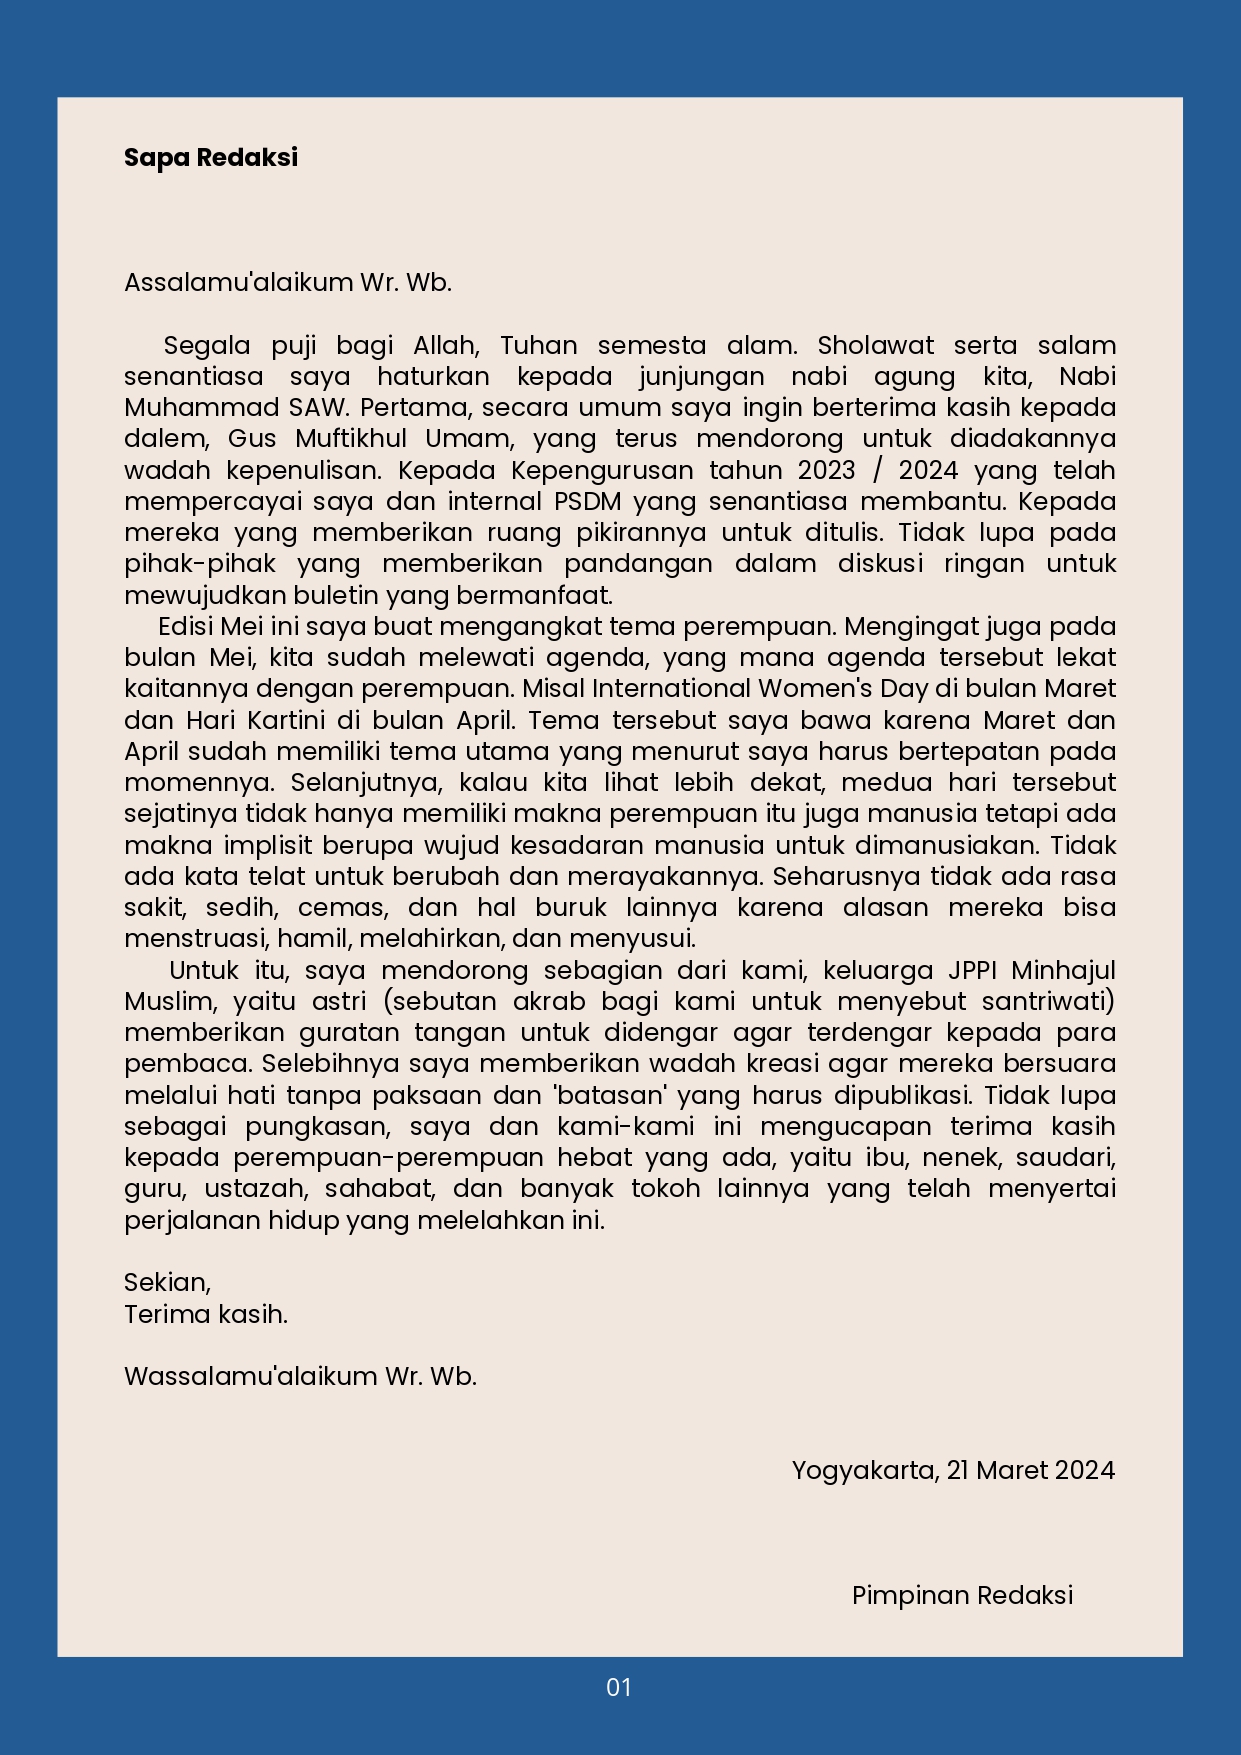 Sapa Redaksi
Assalamu'alaikum Wr. Wb.
Segala puji bagi Allah, Tuhan semesta alam. Sholawat serta salam
senantiasa saya haturkan kepada junjungan nabi agung kita, Nabi
Muhammad SAW. Pertama, secara umum saya ingin berterima kasih kepada
dalem, Gus Muftikhul Umam, yang terus mendorong untuk diadakannya
wadah kepenulisan. Kepada Kepengurusan tahun 2023 / 2024 yang telah
mempercayai saya dan internal PSDM yang senantiasa membantu. Kepada
mereka yang memberikan ruang pikirannya untuk ditulis. Tidak lupa pada
pihak-pihak yang memberikan pandangan dalam diskusi ringan untuk
mewujudkan buletin yang bermanfaat.
Edisi Mei ini saya buat mengangkat tema perempuan. Mengingat juga pada
bulan Mei, kita sudah melewati agenda, yang mana agenda tersebut lekat
kaitannya dengan perempuan. Misal International Women's Day di bulan Maret
dan Hari Kartini di bulan April. Tema tersebut saya bawa karena Maret dan
April sudah memiliki tema utama yang menurut saya harus bertepatan pada
momennya. Selanjutnya, kalau kita lihat lebih dekat, medua hari tersebut
sejatinya tidak hanya memiliki makna perempuan itu juga manusia tetapi ada
makna implisit berupa wujud kesadaran manusia untuk dimanusiakan. Tidak
ada kata telat untuk berubah dan merayakannya. Seharusnya tidak ada rasa
sakit, sedih, cemas, dan hal buruk lainnya karena alasan mereka bisa
menstruasi, hamil, melahirkan, dan menyusui.
Untuk itu, saya mendorong sebagian dari kami, keluarga JPPI Minhajul
Muslim, yaitu astri (sebutan akrab bagi kami untuk menyebut santriwati)
memberikan guratan tangan untuk didengar agar terdengar kepada para
pembaca. Selebihnya saya memberikan wadah kreasi agar mereka bersuara
melalui hati tanpa paksaan dan 'batasan' yang harus dipublikasi. Tidak lupa
sebagai pungkasan, saya dan kami-kami ini mengucapan terima kasih
kepada perempuan-perempuan hebat yang ada, yaitu ibu, nenek, saudari,
guru, ustazah, sahabat, dan banyak tokoh lainnya yang telah menyertai
perjalanan hidup yang melelahkan ini.
Sekian,
Terima kasih.
Wassalamu'alaikum Wr. Wb.
Yogyakarta, 21 Maret 2024
Pimpinan Redaksi
01